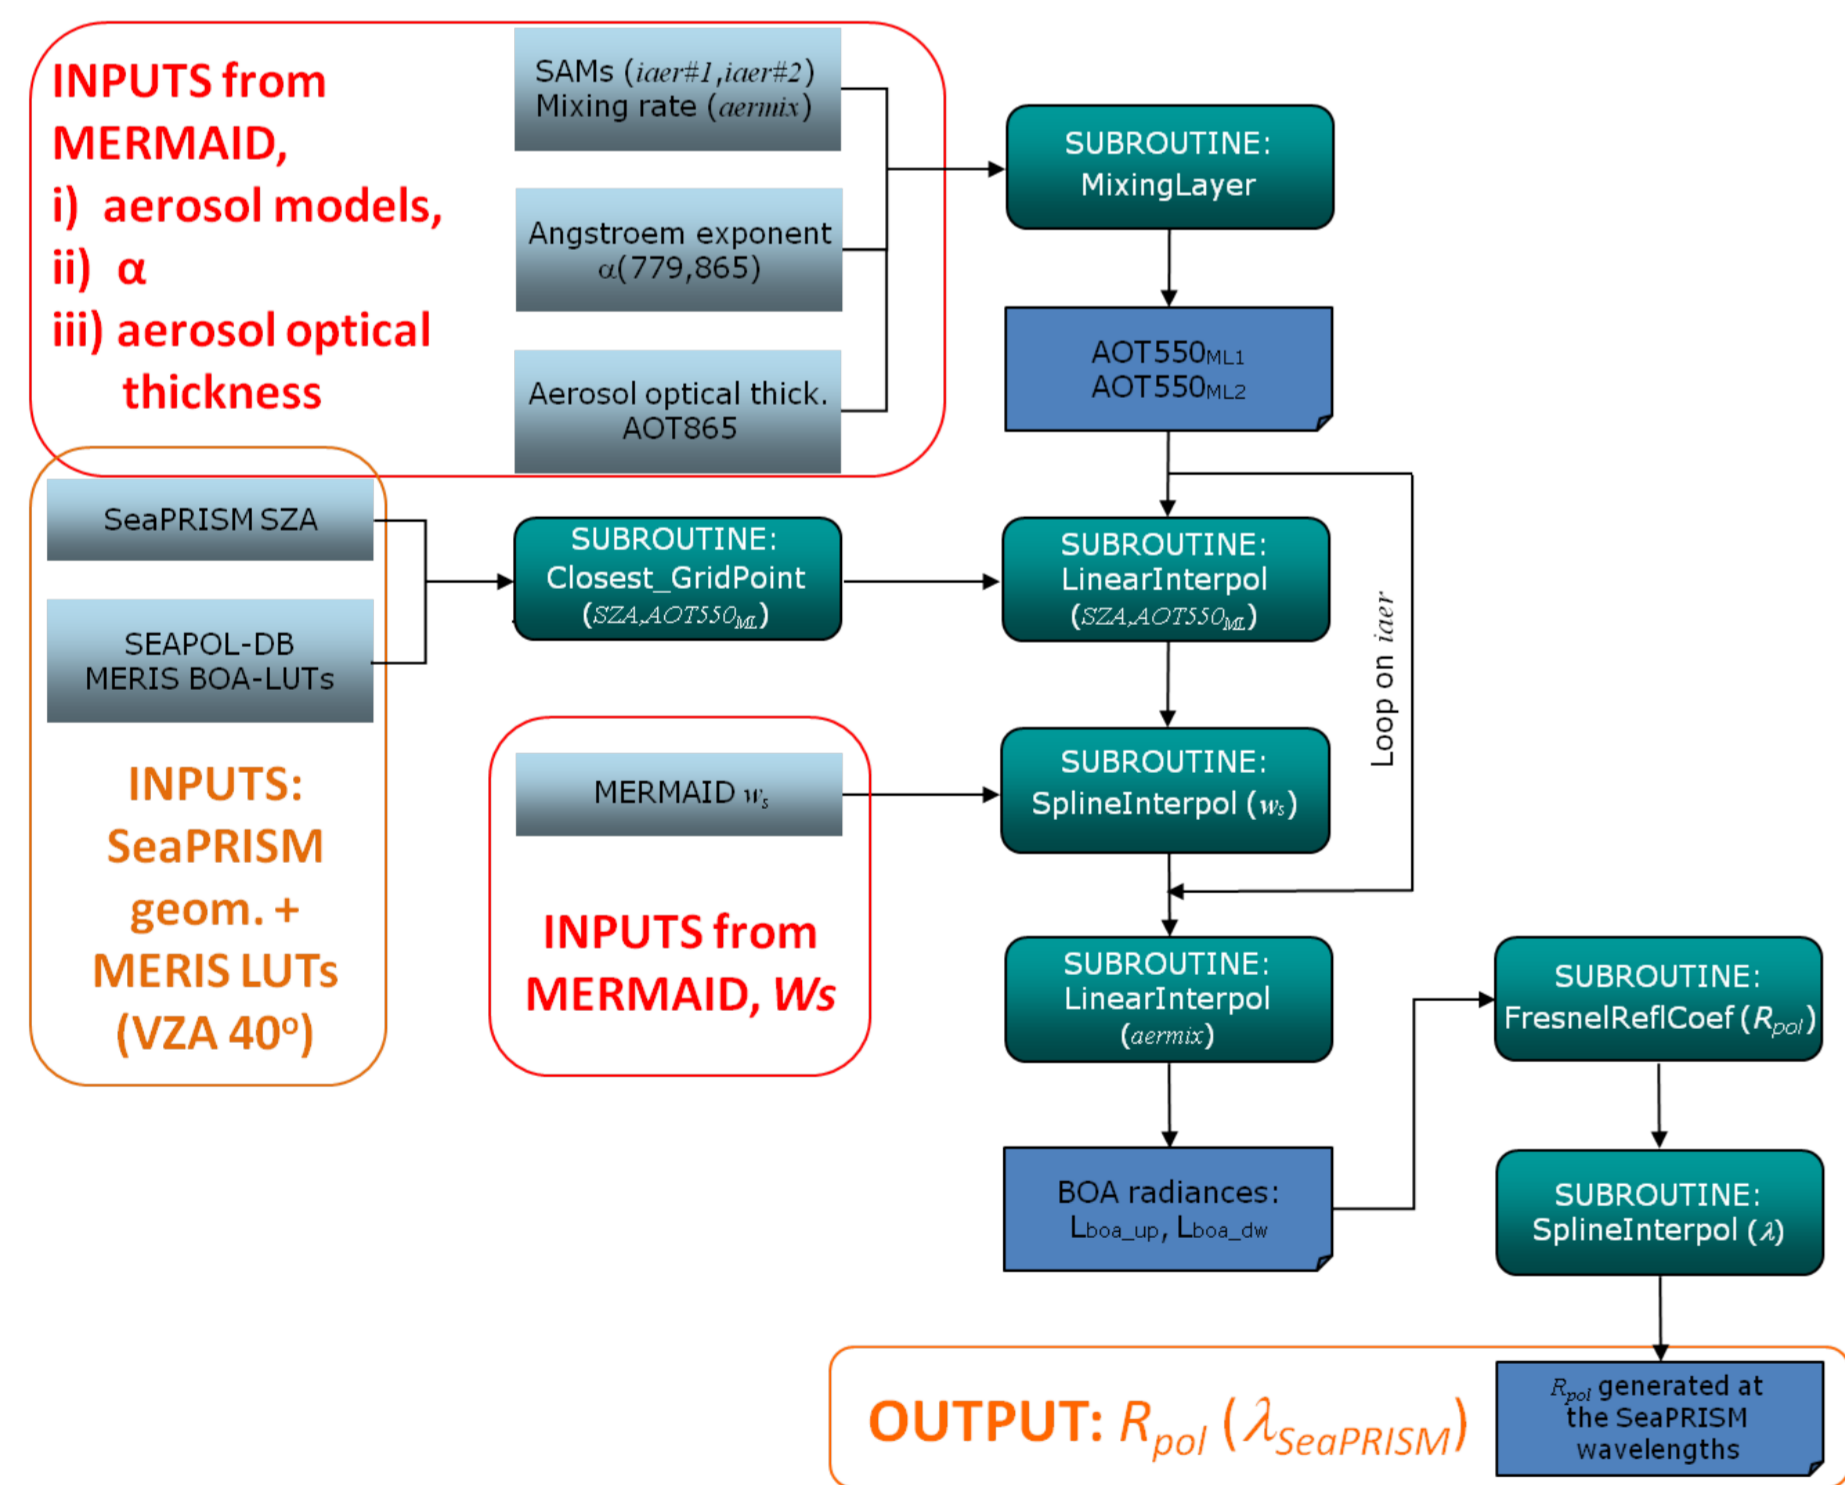 INPUTS from
MERMAID,
i) aerosol models,
ii) α
iii) aerosol optical
thickness
SAMs (iaer#1,iaer#2)
Mixing rate (aermix)
Angstroem exponent
α(779,865)
Aerosol optical thick.
AOT865
SUBROUTINE:
MixingLayer
AOT550ML1
AOT550ML2
SeaPRISM SZA
SEAPOL-DB
MERIS BOA-LUTs
INPUTS:
SeaPRISM
geom. +
MERIS LUTs
(VZA 40º)
SUBROUTINE:
Closest_GridPoint
(SZA,AOT550ML)
SUBROUTINE:
LinearInterpol
(SZA,AOT550ML)
Loop on iaer
MERMAID ws
INPUTS from
MERMAID, Ws
SUBROUTINE:
SplineInterpol (ws)
SUBROUTINE:
LinearInterpol
(aermix)
BOA radiances:
Lboa_up, Lboa_dw
SUBROUTINE:
FresnelReflCoef (Rpol)
SUBROUTINE:
SplineInterpol (λ)
OUTPUT: Rpol (λSeaPRISM)
Rpol generated at
the SeaPRISM
wavelengths